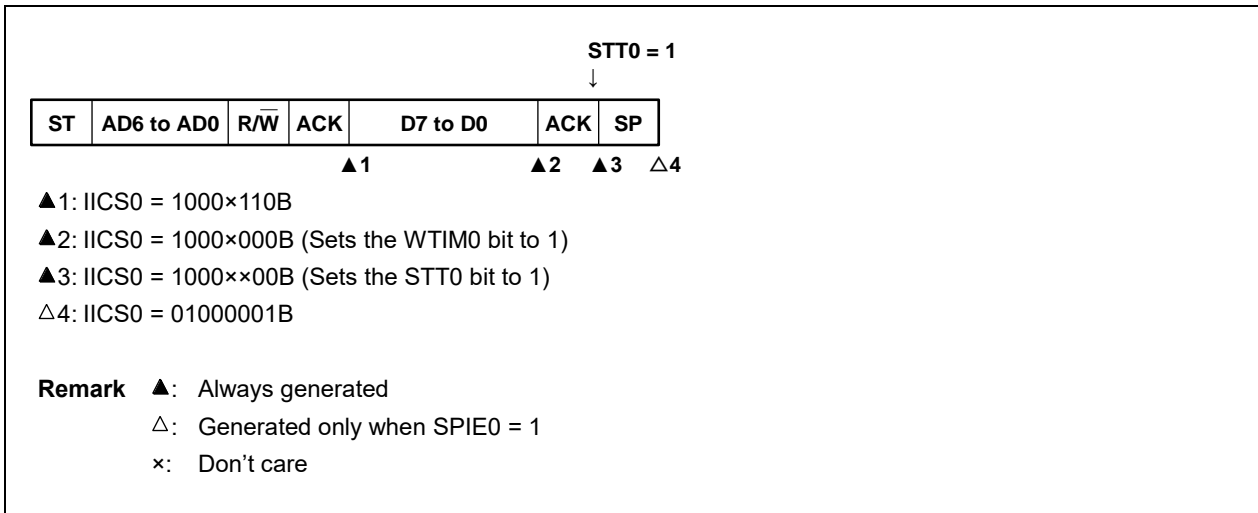 STT0 = 1
↓
ST AD6 to AD0 R/W̅ ACK D7 to D0 ACK SP
▲1 ▲2 ▲3 △4
▲1: IICS0 = 1000×110B
▲2: IICS0 = 1000×000B (Sets the WTIM0 bit to 1)
▲3: IICS0 = 1000××00B (Sets the STT0 bit to 1)
△4: IICS0 = 01000001B
Remark ▲: Always generated
△: Generated only when SPIE0 = 1
×: Don’t care